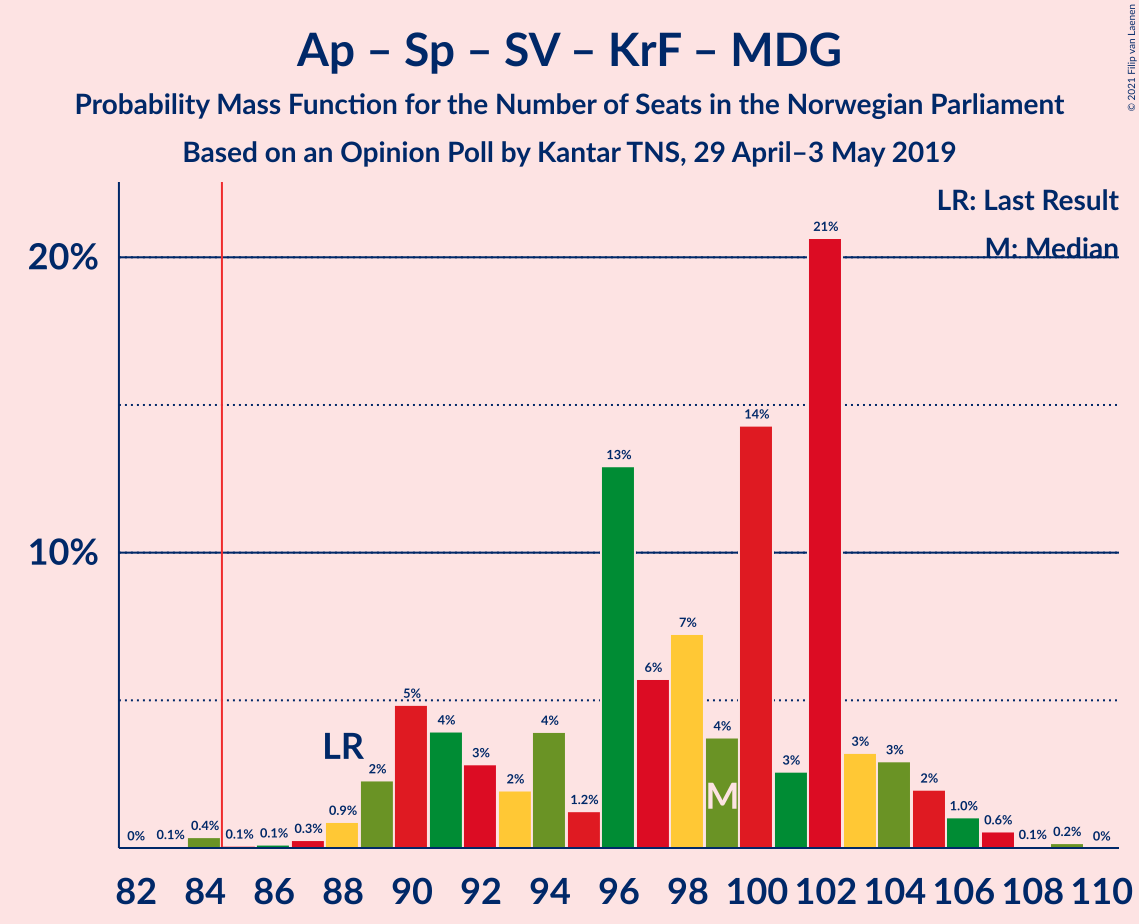 Ap – Sp – SV – KrF – MDG
Probability Mass Function for the Number of Seats in the Norwegian Parliament
Based on an Opinion Poll by Kantar TNS, 29 April–3 May 2019
© 2021 Filip van Laenen
LR: Last Result
M: Median
20%
10%
0% 0.1% 0.4% 0.1% 0.1% 0.3% 0.9% 2% 5% 4% 3% 2% 4% 1.2% 13% 6% 7% 4% 14% 3% 21% 3% 3% 2% 1.0% 0.6% 0.1% 0.2% 0%
LR
M
82 84 86 88 90 92 94 96 98 100 102 104 106 108 110